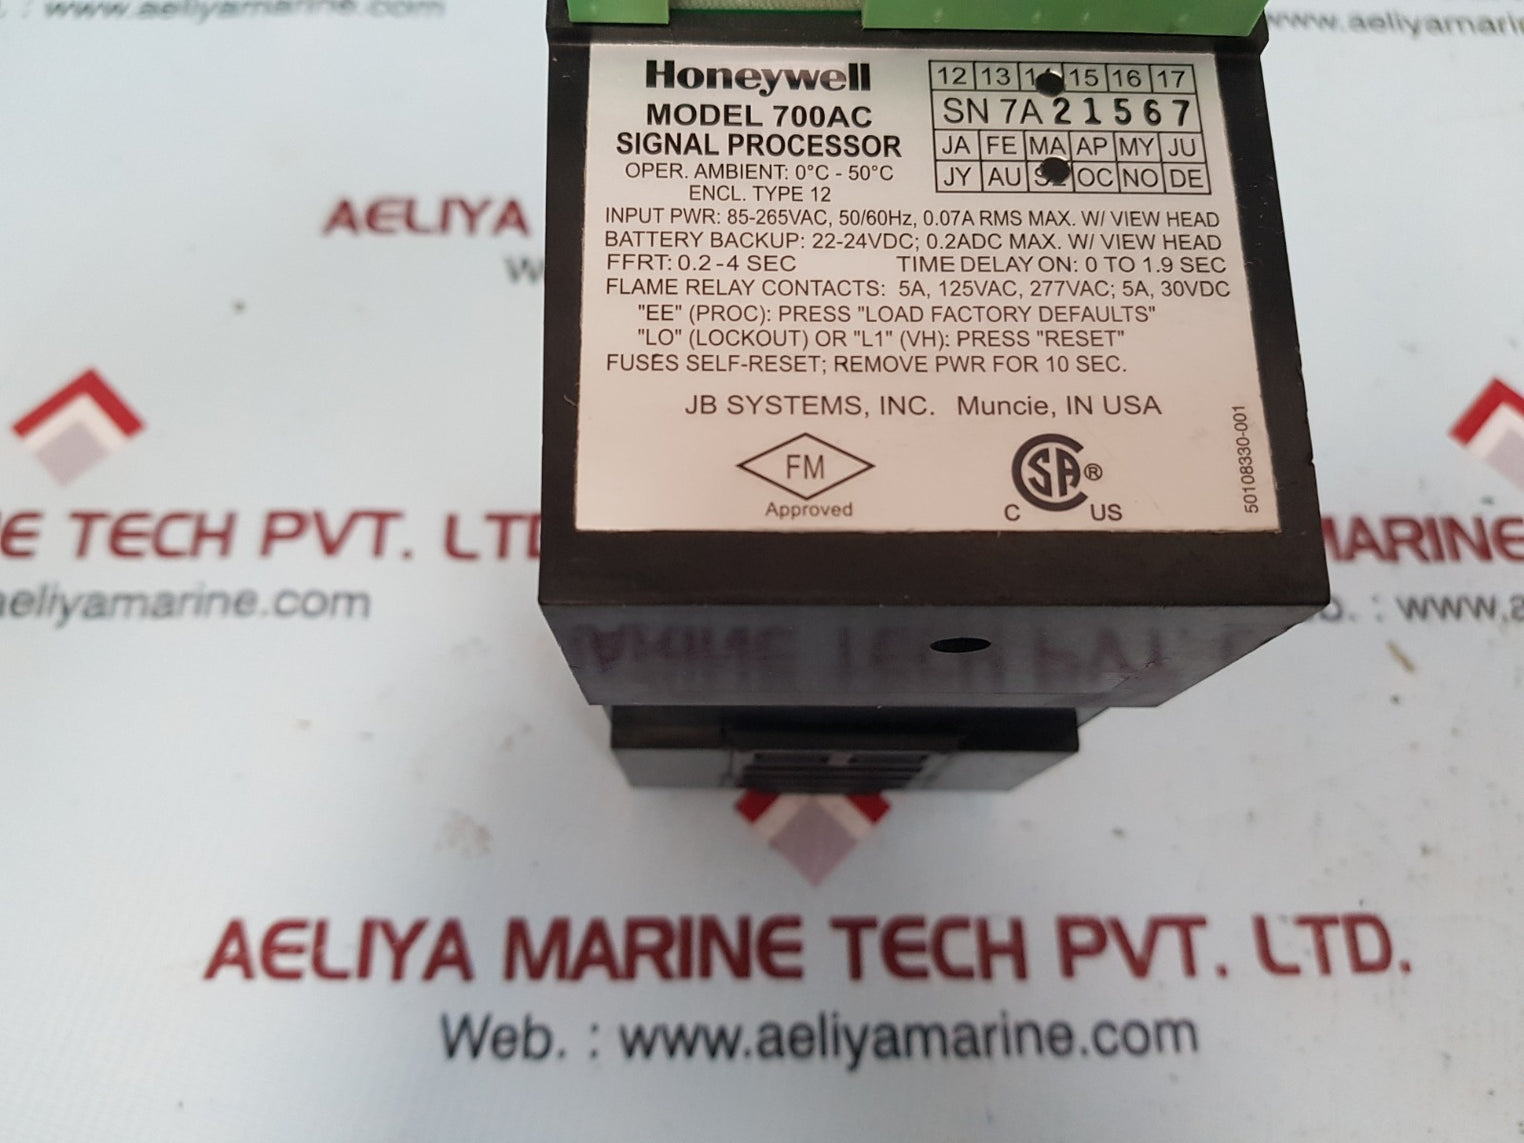 www.aeliyamarine.com
www.aeliyamarine
Honeywell
MODEL 700AC
SIGNAL PROCESSOR
OPER. AMBIENT: 0°C - 50°C
ENCL. TYPE 12
12 13 14 15 16 17
SN 7A 21567
JA FE MA AP MY JU
JY AU OC NO DE
INPUT PWR: 85-265VAC, 50/60Hz, 0.07A RMS MAX. W/ VIEW HEAD
BATTERY BACKUP: 22-24VDC; 0.2ADC MAX. W/ VIEW HEAD
FFRT: 0.2-4 SEC TIME DELAY ON: 0 TO 1.9 SEC
FLAME RELAY CONTACTS: 5A, 125VAC, 277VAC; 5A, 30VDC
"EE" (PROC): PRESS "LOAD FACTORY DEFAULTS"
"LO" (LOCKOUT) OR "L1" (VH): PRESS "RESET"
FUSES SELF-RESET; REMOVE PWR FOR 10 SEC.
JB SYSTEMS, INC. Muncie, IN USA
FM
Approved
CSA®
C US
50108330-001
AELIYA
E TECH PVT. LTD
aeliyamarine.com
MARINE
www.a
AELIYA MARINE TECH PVT. LTD.
Web. : www.aeliyamarine.com